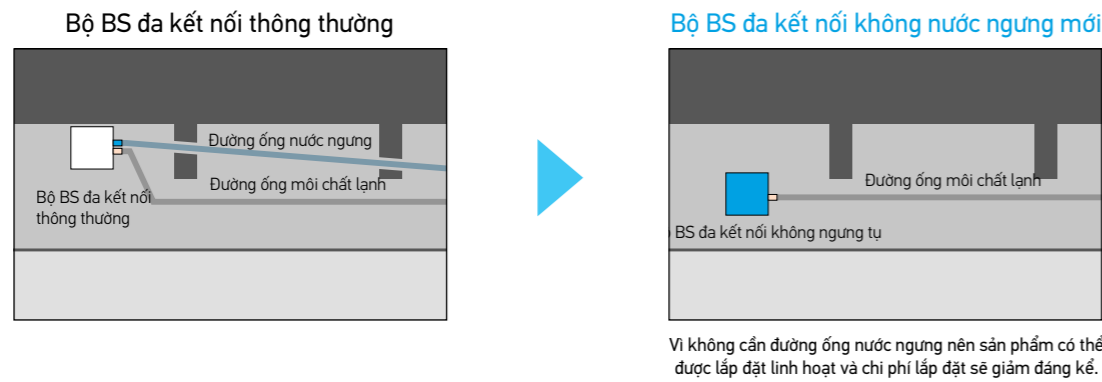 Bộ BS đa kết nối thông thường
Đường ống nước ngưng
Đường ống môi chất lạnh
Bộ BS đa kết nối
thông thường
Bộ BS đa kết nối không nước ngưng mới
Đường ống môi chất lạnh
BS đa kết nối không ngưng tụ
Vì không cần đường ống nước ngưng nên sản phẩm có thể
được lắp đặt linh hoạt và chi phí lắp đặt sẽ giảm đáng kể.